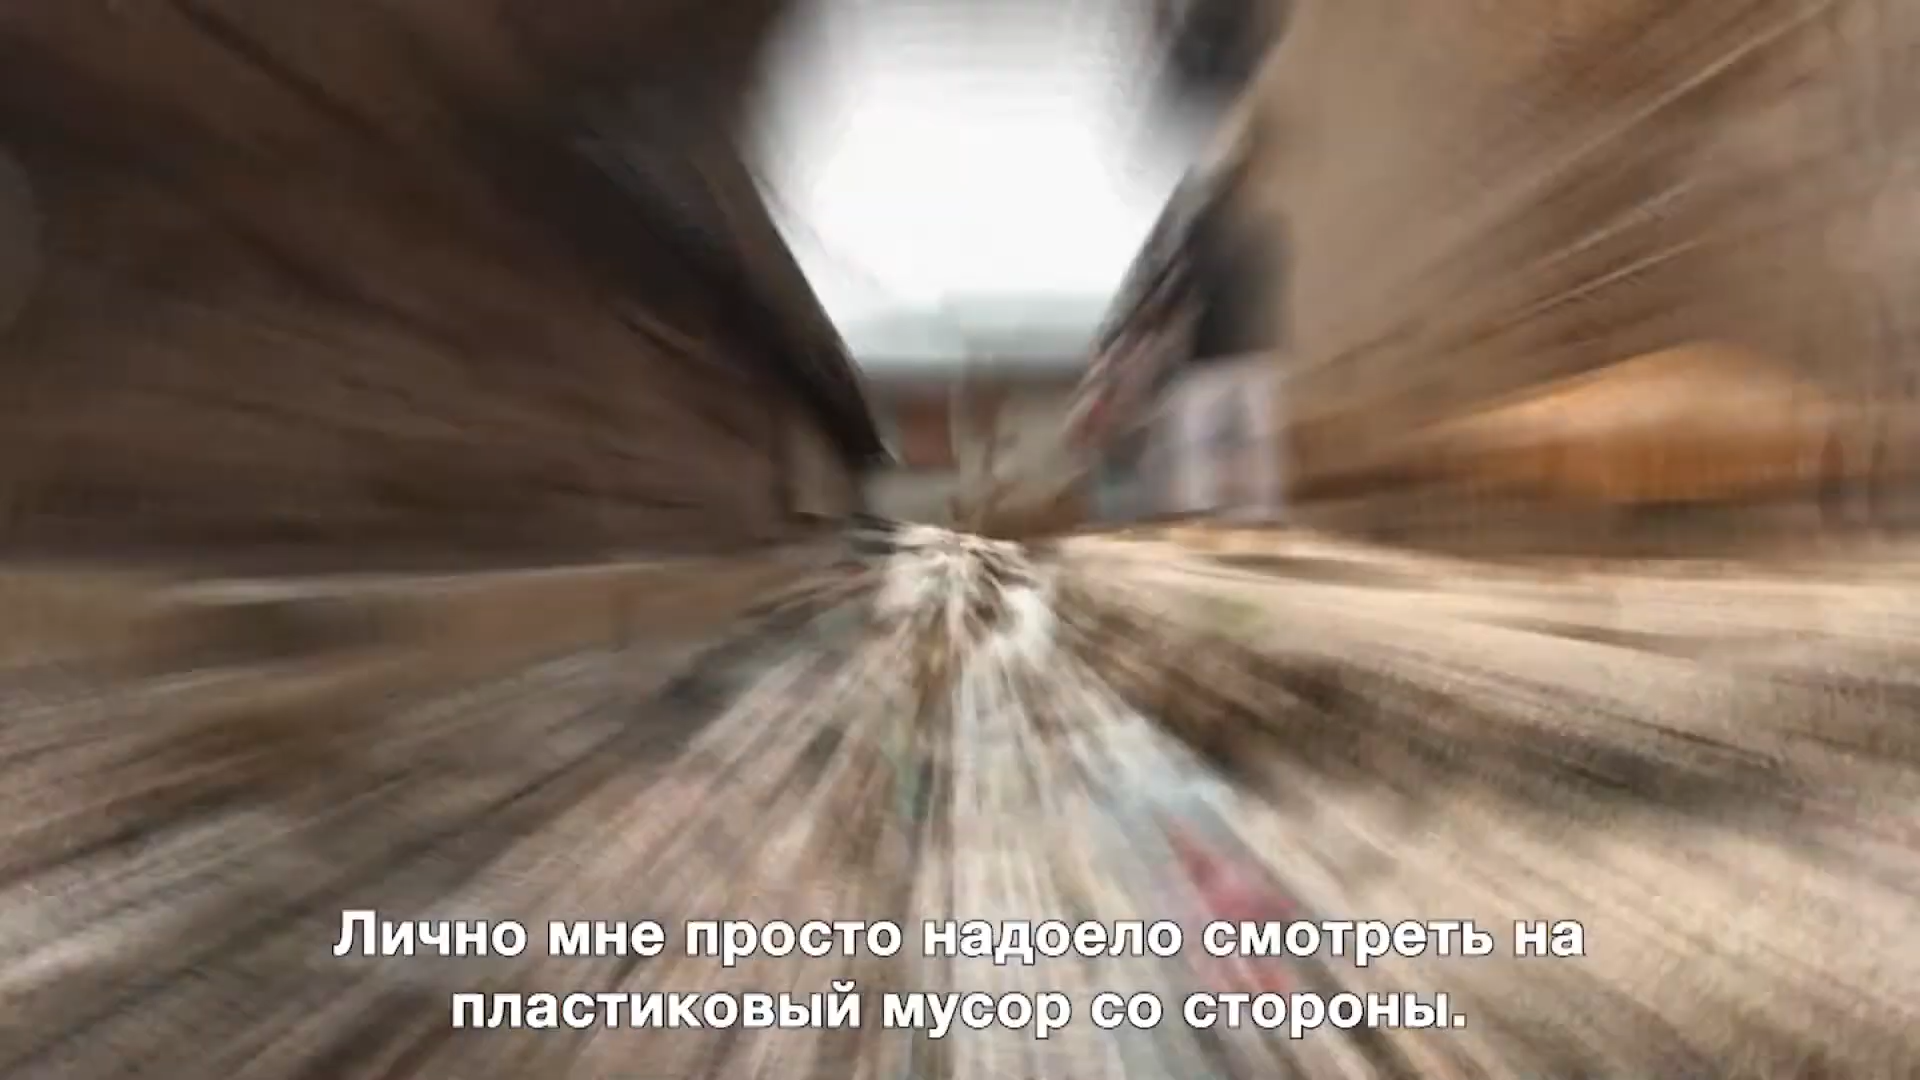 Лично мне просто надоело смотреть на
пластиковый мусор со стороны.